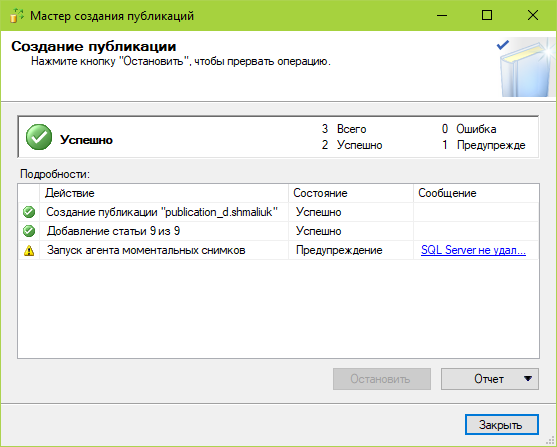 Мастер создания публикаций
Создание публикации
Нажмите кнопку "Остановить", чтобы прервать операцию.
Успешно
3 Всего 0 Ошибка
2 Успешно 1 Предупрежде
Подробности:
Действие Состояние Сообщение
Создание публикации "publication_d.shmaliuk" Успешно
Добавление статьи 9 из 9 Успешно
Запуск агента моментальных снимков Предупреждение SQL Server не удал...
Остановить Отчет
Закрыть